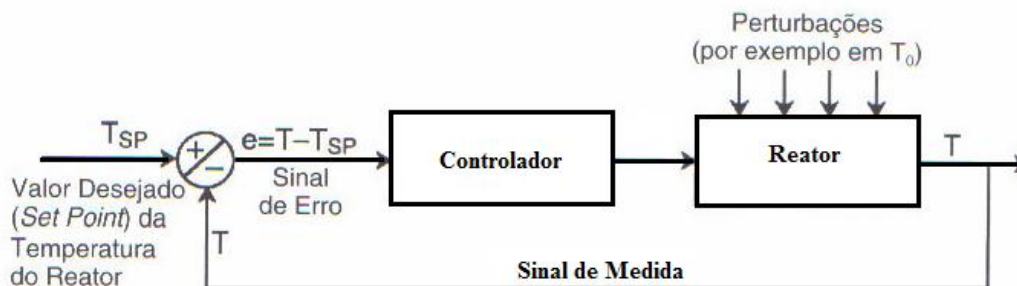 Perturbações
(por exemplo em T₀)
T_SP
+
−
e=T−T_SP
Sinal
de Erro
Controlador
Reator
T
Valor Desejado
(Set Point) da
Temperatura
do Reator
T
Sinal de Medida